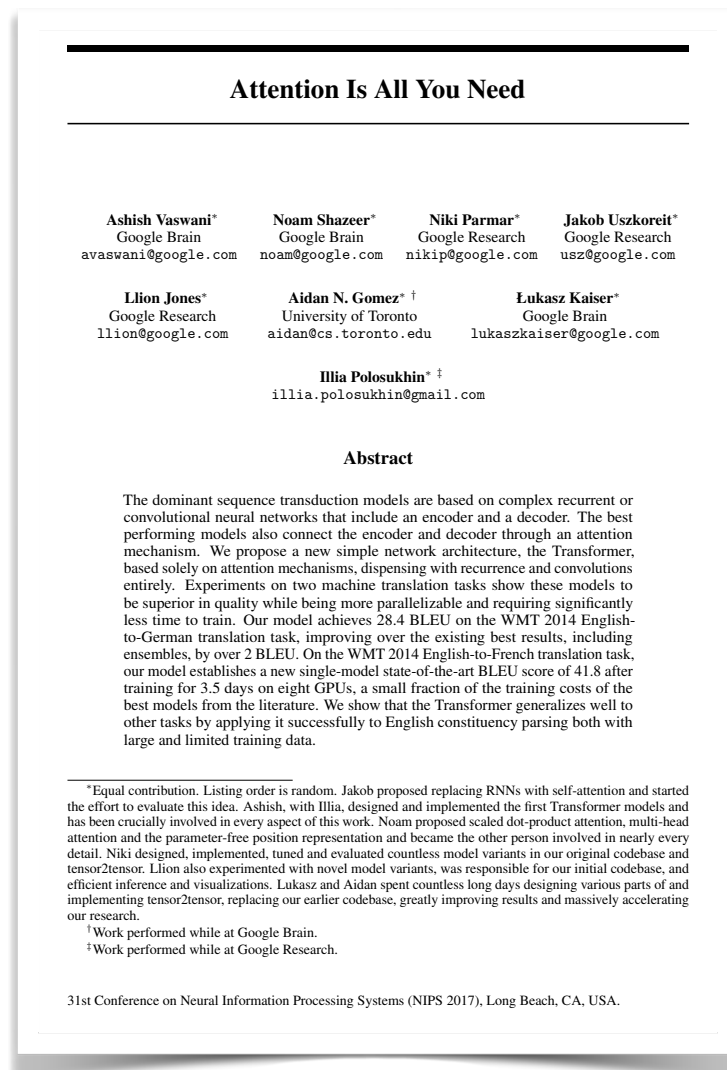 Attention Is All You Need
Ashish Vaswani∗ Noam Shazeer∗ Niki Parmar∗ Jakob Uszkoreit∗
Google Brain Google Brain Google Research Google Research
avaswani@google.com noam@google.com nikip@google.com usz@google.com
Llion Jones∗ Aidan N. Gomez∗ † Łukasz Kaiser∗
Google Research University of Toronto Google Brain
llion@google.com aidan@cs.toronto.edu lukaszkaiser@google.com
Illia Polosukhin∗ ‡
illia.polosukhin@gmail.com
Abstract
The dominant sequence transduction models are based on complex recurrent or
convolutional neural networks that include an encoder and a decoder. The best
performing models also connect the encoder and decoder through an attention
mechanism. We propose a new simple network architecture, the Transformer,
based solely on attention mechanisms, dispensing with recurrence and convolutions
entirely. Experiments on two machine translation tasks show these models to
be superior in quality while being more parallelizable and requiring significantly
less time to train. Our model achieves 28.4 BLEU on the WMT 2014 English-
to-German translation task, improving over the existing best results, including
ensembles, by over 2 BLEU. On the WMT 2014 English-to-French translation task,
our model establishes a new single-model state-of-the-art BLEU score of 41.8 after
training for 3.5 days on eight GPUs, a small fraction of the training costs of the
best models from the literature. We show that the Transformer generalizes well to
other tasks by applying it successfully to English constituency parsing both with
large and limited training data.
∗Equal contribution. Listing order is random. Jakob proposed replacing RNNs with self-attention and started
the effort to evaluate this idea. Ashish, with Illia, designed and implemented the first Transformer models and
has been crucially involved in every aspect of this work. Noam proposed scaled dot-product attention, multi-head
attention and the parameter-free position representation and became the other person involved in nearly every
detail. Niki designed, implemented, tuned and evaluated countless model variants in our original codebase and
tensor2tensor. Llion also experimented with novel model variants, was responsible for our initial codebase, and
efficient inference and visualizations. Lukasz and Aidan spent countless long days designing various parts of and
implementing tensor2tensor, replacing our earlier codebase, greatly improving results and massively accelerating
our research.
†Work performed while at Google Brain.
‡Work performed while at Google Research.
31st Conference on Neural Information Processing Systems (NIPS 2017), Long Beach, CA, USA.